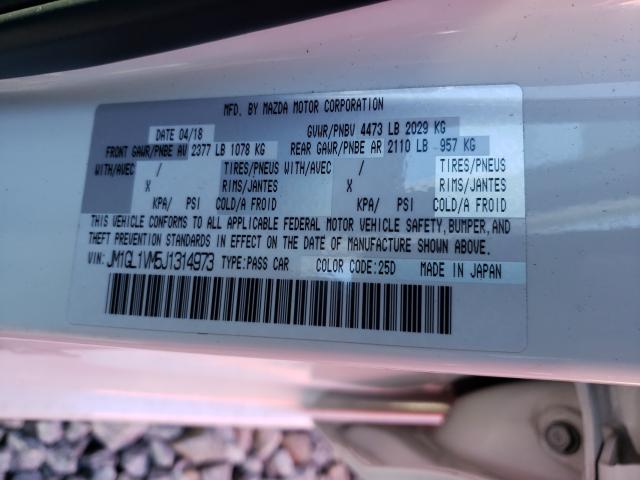 MFD. BY MAZDA MOTOR CORPORATION
DATE 04/18 GVWR/PNBV 4473 LB 2029 KG
FRONT GAWR/PNBE AV 2377 LB 1078 KG REAR GAWR/PNBE AR 2110 LB 957 KG
WITH/AVEC / TIRES/PNEUS WITH/AVEC / TIRES/PNEUS
X RIMS/JANTES X RIMS/JANTES
KPA/ PSI COLD/A FROID KPA/ PSI COLD/A FROID
THIS VEHICLE CONFORMS TO ALL APPLICABLE FEDERAL MOTOR VEHICLE SAFETY, BUMPER, AND
THEFT PREVENTION STANDARDS IN EFFECT ON THE DATE OF MANUFACTURE SHOWN ABOVE.
VIN: JM1GL1VM5J1314973 TYPE:PASS CAR COLOR CODE:25D MADE IN JAPAN